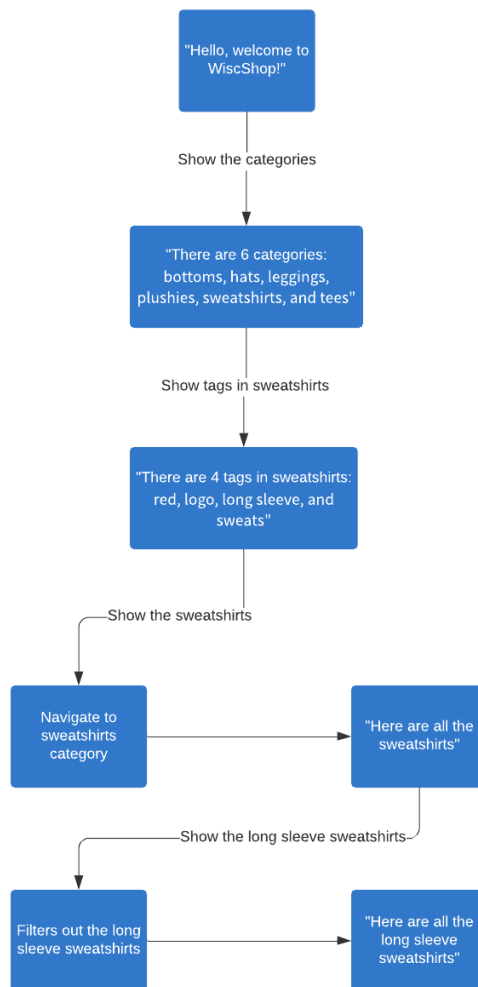 "Hello, welcome to
WiscShop!"
Show the categories
"There are 6 categories:
bottoms, hats, leggings,
plushies, sweatshirts, and tees"
Show tags in sweatshirts
"There are 4 tags in sweatshirts:
red, logo, long sleeve, and
sweats"
Show the sweatshirts
Navigate to
sweatshirts
category
"Here are all the
sweatshirts"
Show the long sleeve sweatshirts
Filters out the long
sleeve sweatshirts
"Here are all the
long sleeve
sweatshirts"